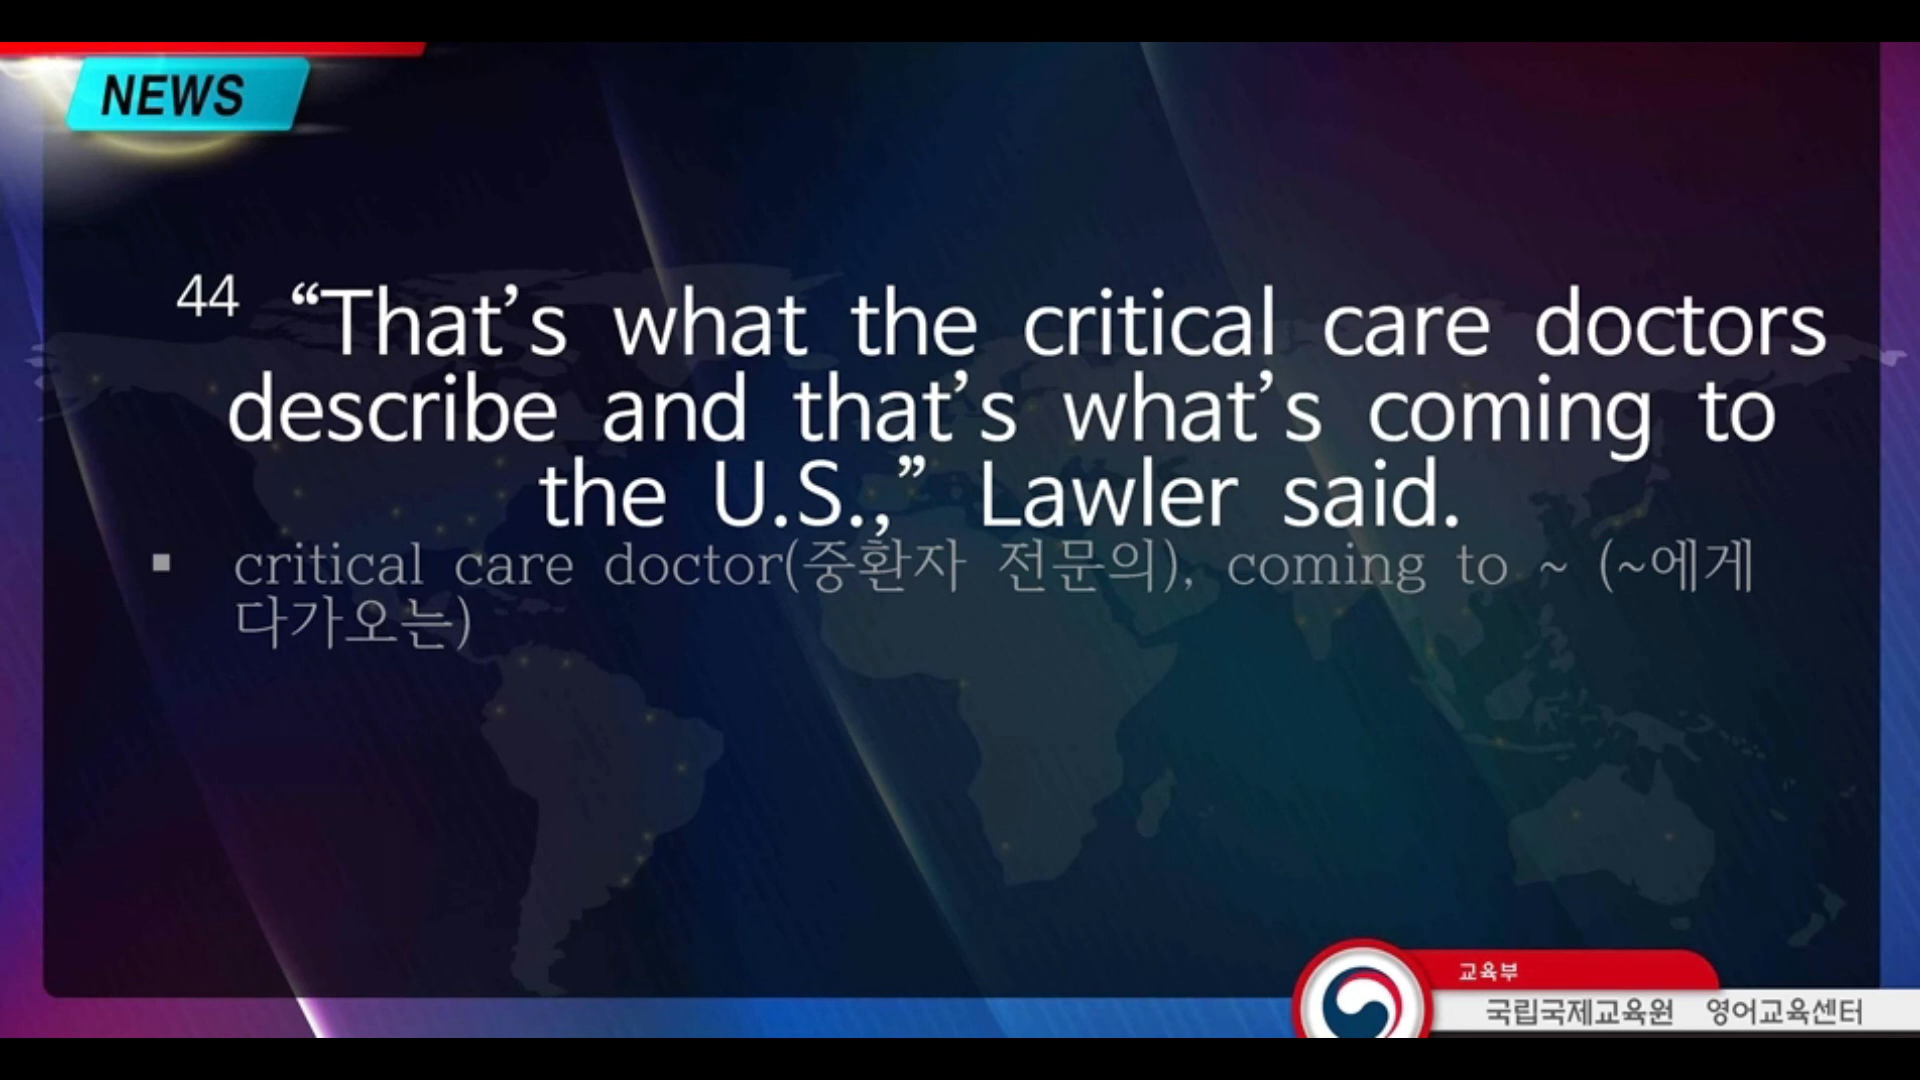 NEWS
44 “That’s what the critical care doctors
describe and that’s what’s coming to
the U.S.,” Lawler said.
▪ critical care doctor(중환자 전문의), coming to ~ (~에게
다가오는)
교육부
국립국제교육원 영어교육센터